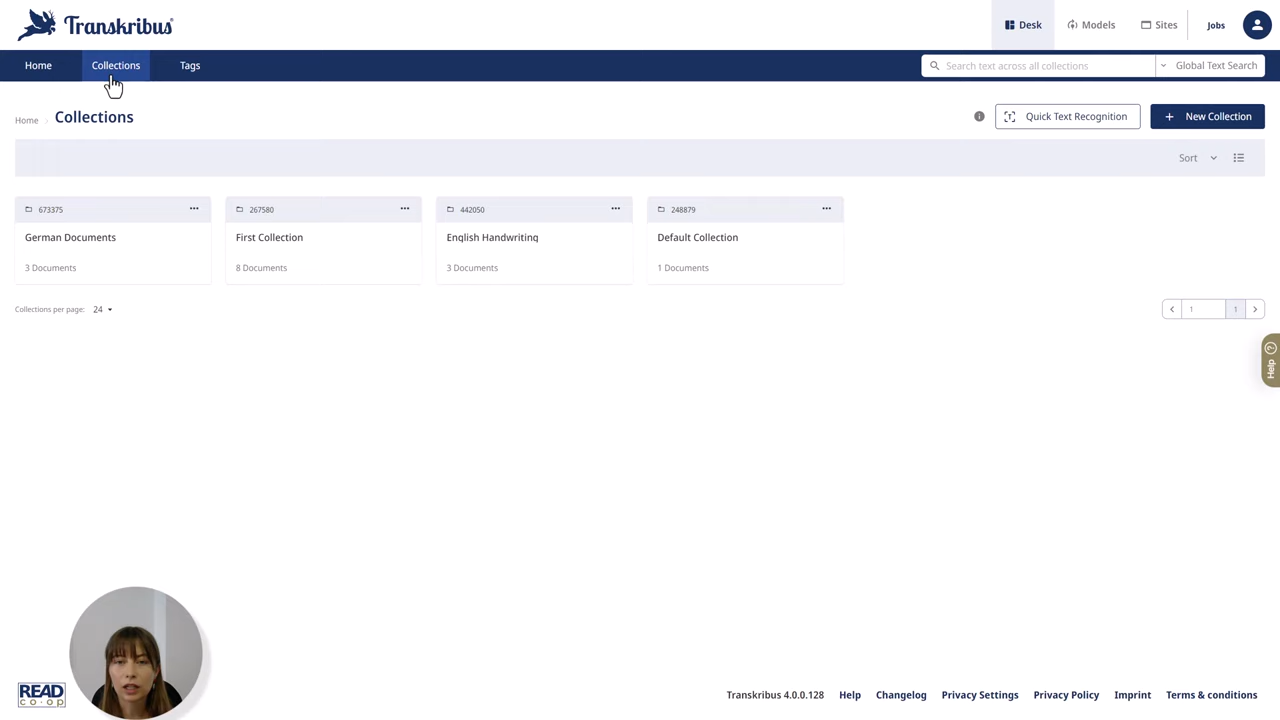 Transkribus®
Desk
Models
Sites
Jobs
Home
Collections
Tags
Search text across all collections
Global Text Search
Home
Collections
Quick Text Recognition
New Collection
Sort
673375
German Documents
3 Documents
267580
First Collection
8 Documents
442050
English Handwriting
3 Documents
248879
Default Collection
1 Documents
Collections per page: 24
1
1
Help
READ
co·op
Transkribus 4.0.0.128
Help
Changelog
Privacy Settings
Privacy Policy
Imprint
Terms & conditions